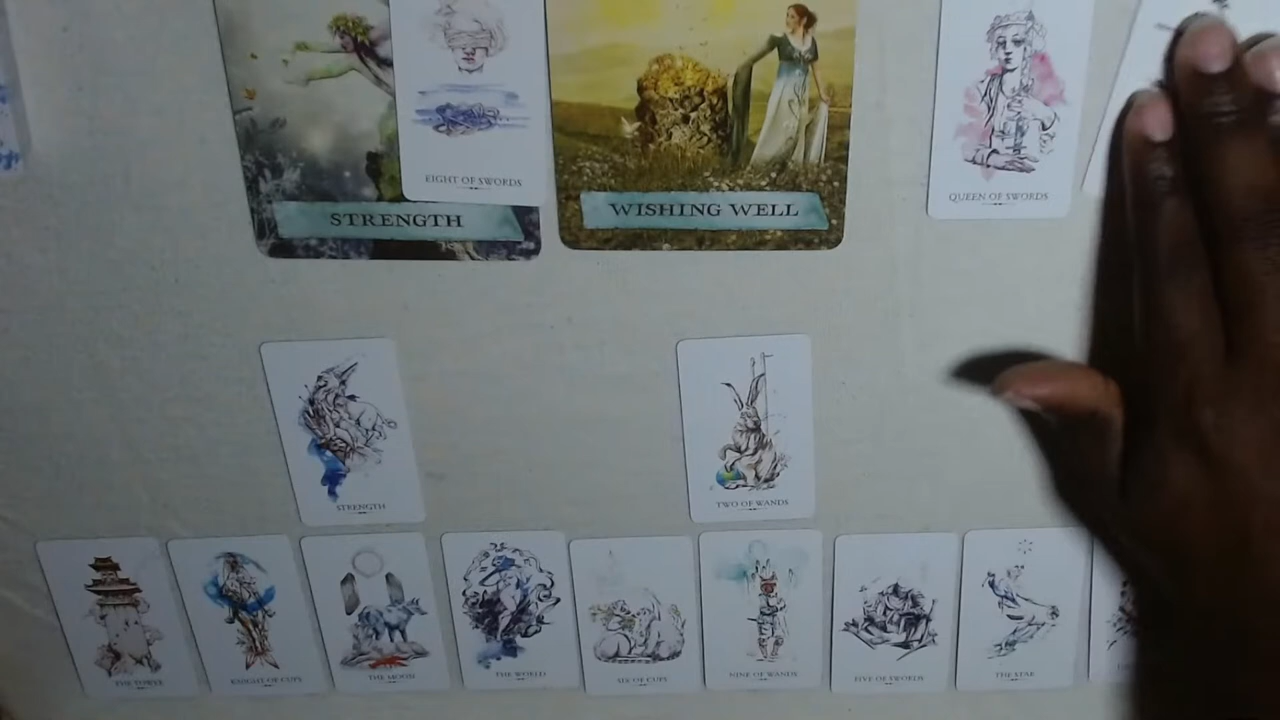 EIGHT OF SWORDS
STRENGTH
WISHING WELL
QUEEN OF SWORDS
STRENGTH
TWO OF WANDS
THE TOWER
KNIGHT OF CUPS
THE MOON
THE WORLD
SIX OF CUPS
NINE OF WANDS
FIVE OF SWORDS
THE STAR